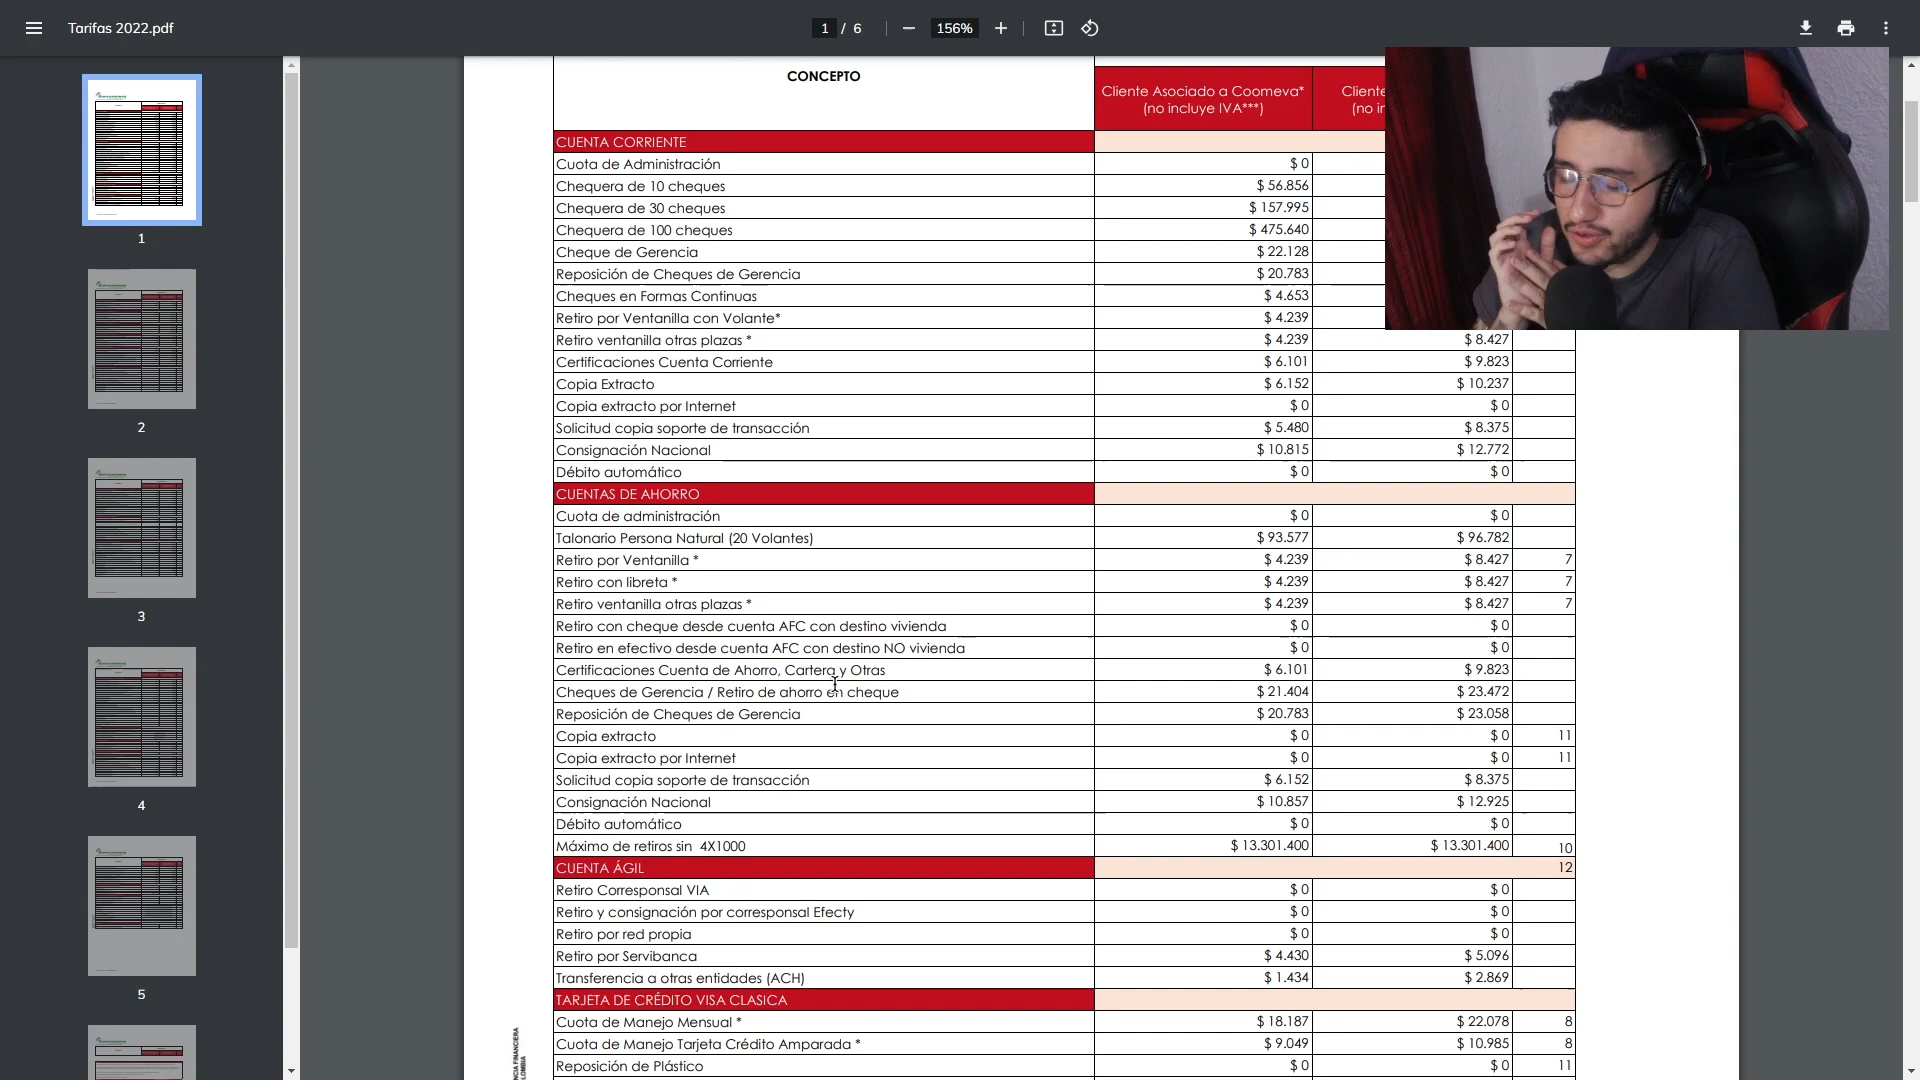 Tarifas 2022.pdf
1 / 6
156%
CONCEPTO
Cliente Asociado a Coomeva*
(no incluye IVA***)
Cliente
(no
CUENTA CORRIENTE
Cuota de Administración $ 0
Chequera de 10 cheques $ 56.856
Chequera de 30 cheques $ 157.995
Chequera de 100 cheques $ 475.640
Cheque de Gerencia $ 22.128
Reposición de Cheques de Gerencia $ 20.783
Cheques en Formas Continuas $ 4.653
Retiro por Ventanilla con Volante* $ 4.239
Retiro ventanilla otras plazas * $ 4.239 $ 8.427
Certificaciones Cuenta Corriente $ 6.101 $ 9.823
Copia Extracto $ 6.152 $ 10.237
Copia extracto por Internet $ 0 $ 0
Solicitud copia soporte de transacción $ 5.480 $ 8.375
Consignación Nacional $ 10.815 $ 12.772
Débito automático $ 0 $ 0
CUENTAS DE AHORRO
Cuota de administración $ 0 $ 0
Talonario Persona Natural (20 Volantes) $ 93.577 $ 96.782
Retiro por Ventanilla * $ 4.239 $ 8.427 7
Retiro con libreta * $ 4.239 $ 8.427 7
Retiro ventanilla otras plazas * $ 4.239 $ 8.427 7
Retiro con cheque desde cuenta AFC con destino vivienda $ 0 $ 0
Retiro en efectivo desde cuenta AFC con destino NO vivienda $ 0 $ 0
Certificaciones Cuenta de Ahorro, Cartera y Otras $ 6.101 $ 9.823
Cheques de Gerencia / Retiro de ahorro en cheque $ 21.404 $ 23.472
Reposición de Cheques de Gerencia $ 20.783 $ 23.058
Copia extracto $ 0 $ 0 11
Copia extracto por Internet $ 0 $ 0 11
Solicitud copia soporte de transacción $ 6.152 $ 8.375
Consignación Nacional $ 10.857 $ 12.925
Débito automático $ 0 $ 0
Máximo de retiros sin 4X1000 $ 13.301.400 $ 13.301.400 10
CUENTA ÁGIL 12
Retiro Corresponsal VIA $ 0 $ 0
Retiro y consignación por corresponsal Efecty $ 0 $ 0
Retiro por red propia $ 0 $ 0
Retiro por Servibanca $ 4.430 $ 5.096
Transferencia a otras entidades (ACH) $ 1.434 $ 2.869
TARJETA DE CRÉDITO VISA CLASICA
Cuota de Manejo Mensual * $ 18.187 $ 22.078 8
Cuota de Manejo Tarjeta Crédito Amparada * $ 9.049 $ 10.985 8
Reposición de Plástico $ 0 $ 0 11
NCIA FINANCIERA
LOMBIA
1
2
3
4
5